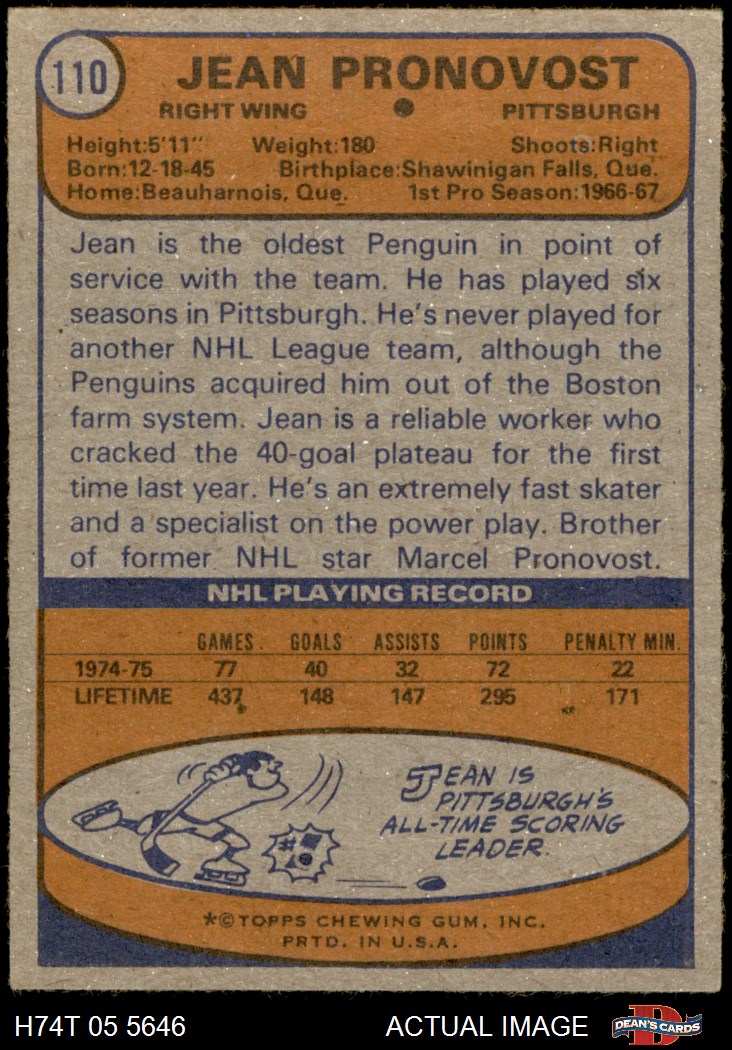 110
JEAN PRONOVOST
RIGHT WING ● PITTSBURGH
Height:5'11" Weight:180 Shoots:Right
Born:12-18-45 Birthplace:Shawinigan Falls, Que.
Home:Beauharnois, Que. 1st Pro Season:1966-67
Jean is the oldest Penguin in point of
service with the team. He has played six
seasons in Pittsburgh. He's never played for
another NHL League team, although the
Penguins acquired him out of the Boston
farm system. Jean is a reliable worker who
cracked the 40-goal plateau for the first
time last year. He's an extremely fast skater
and a specialist on the power play. Brother
of former NHL star Marcel Pronovost.
NHL PLAYING RECORD
GAMES GOALS ASSISTS POINTS PENALTY MIN.
1974-75 77 40 32 72 22
LIFETIME 437 148 147 295 171
JEAN IS
PITTSBURGH'S
ALL-TIME SCORING
LEADER.
#1
*©TOPPS CHEWING GUM, INC.
PRTD. IN U.S.A.
H74T 05 5646 ACTUAL IMAGE
D
DEAN'S CARDS